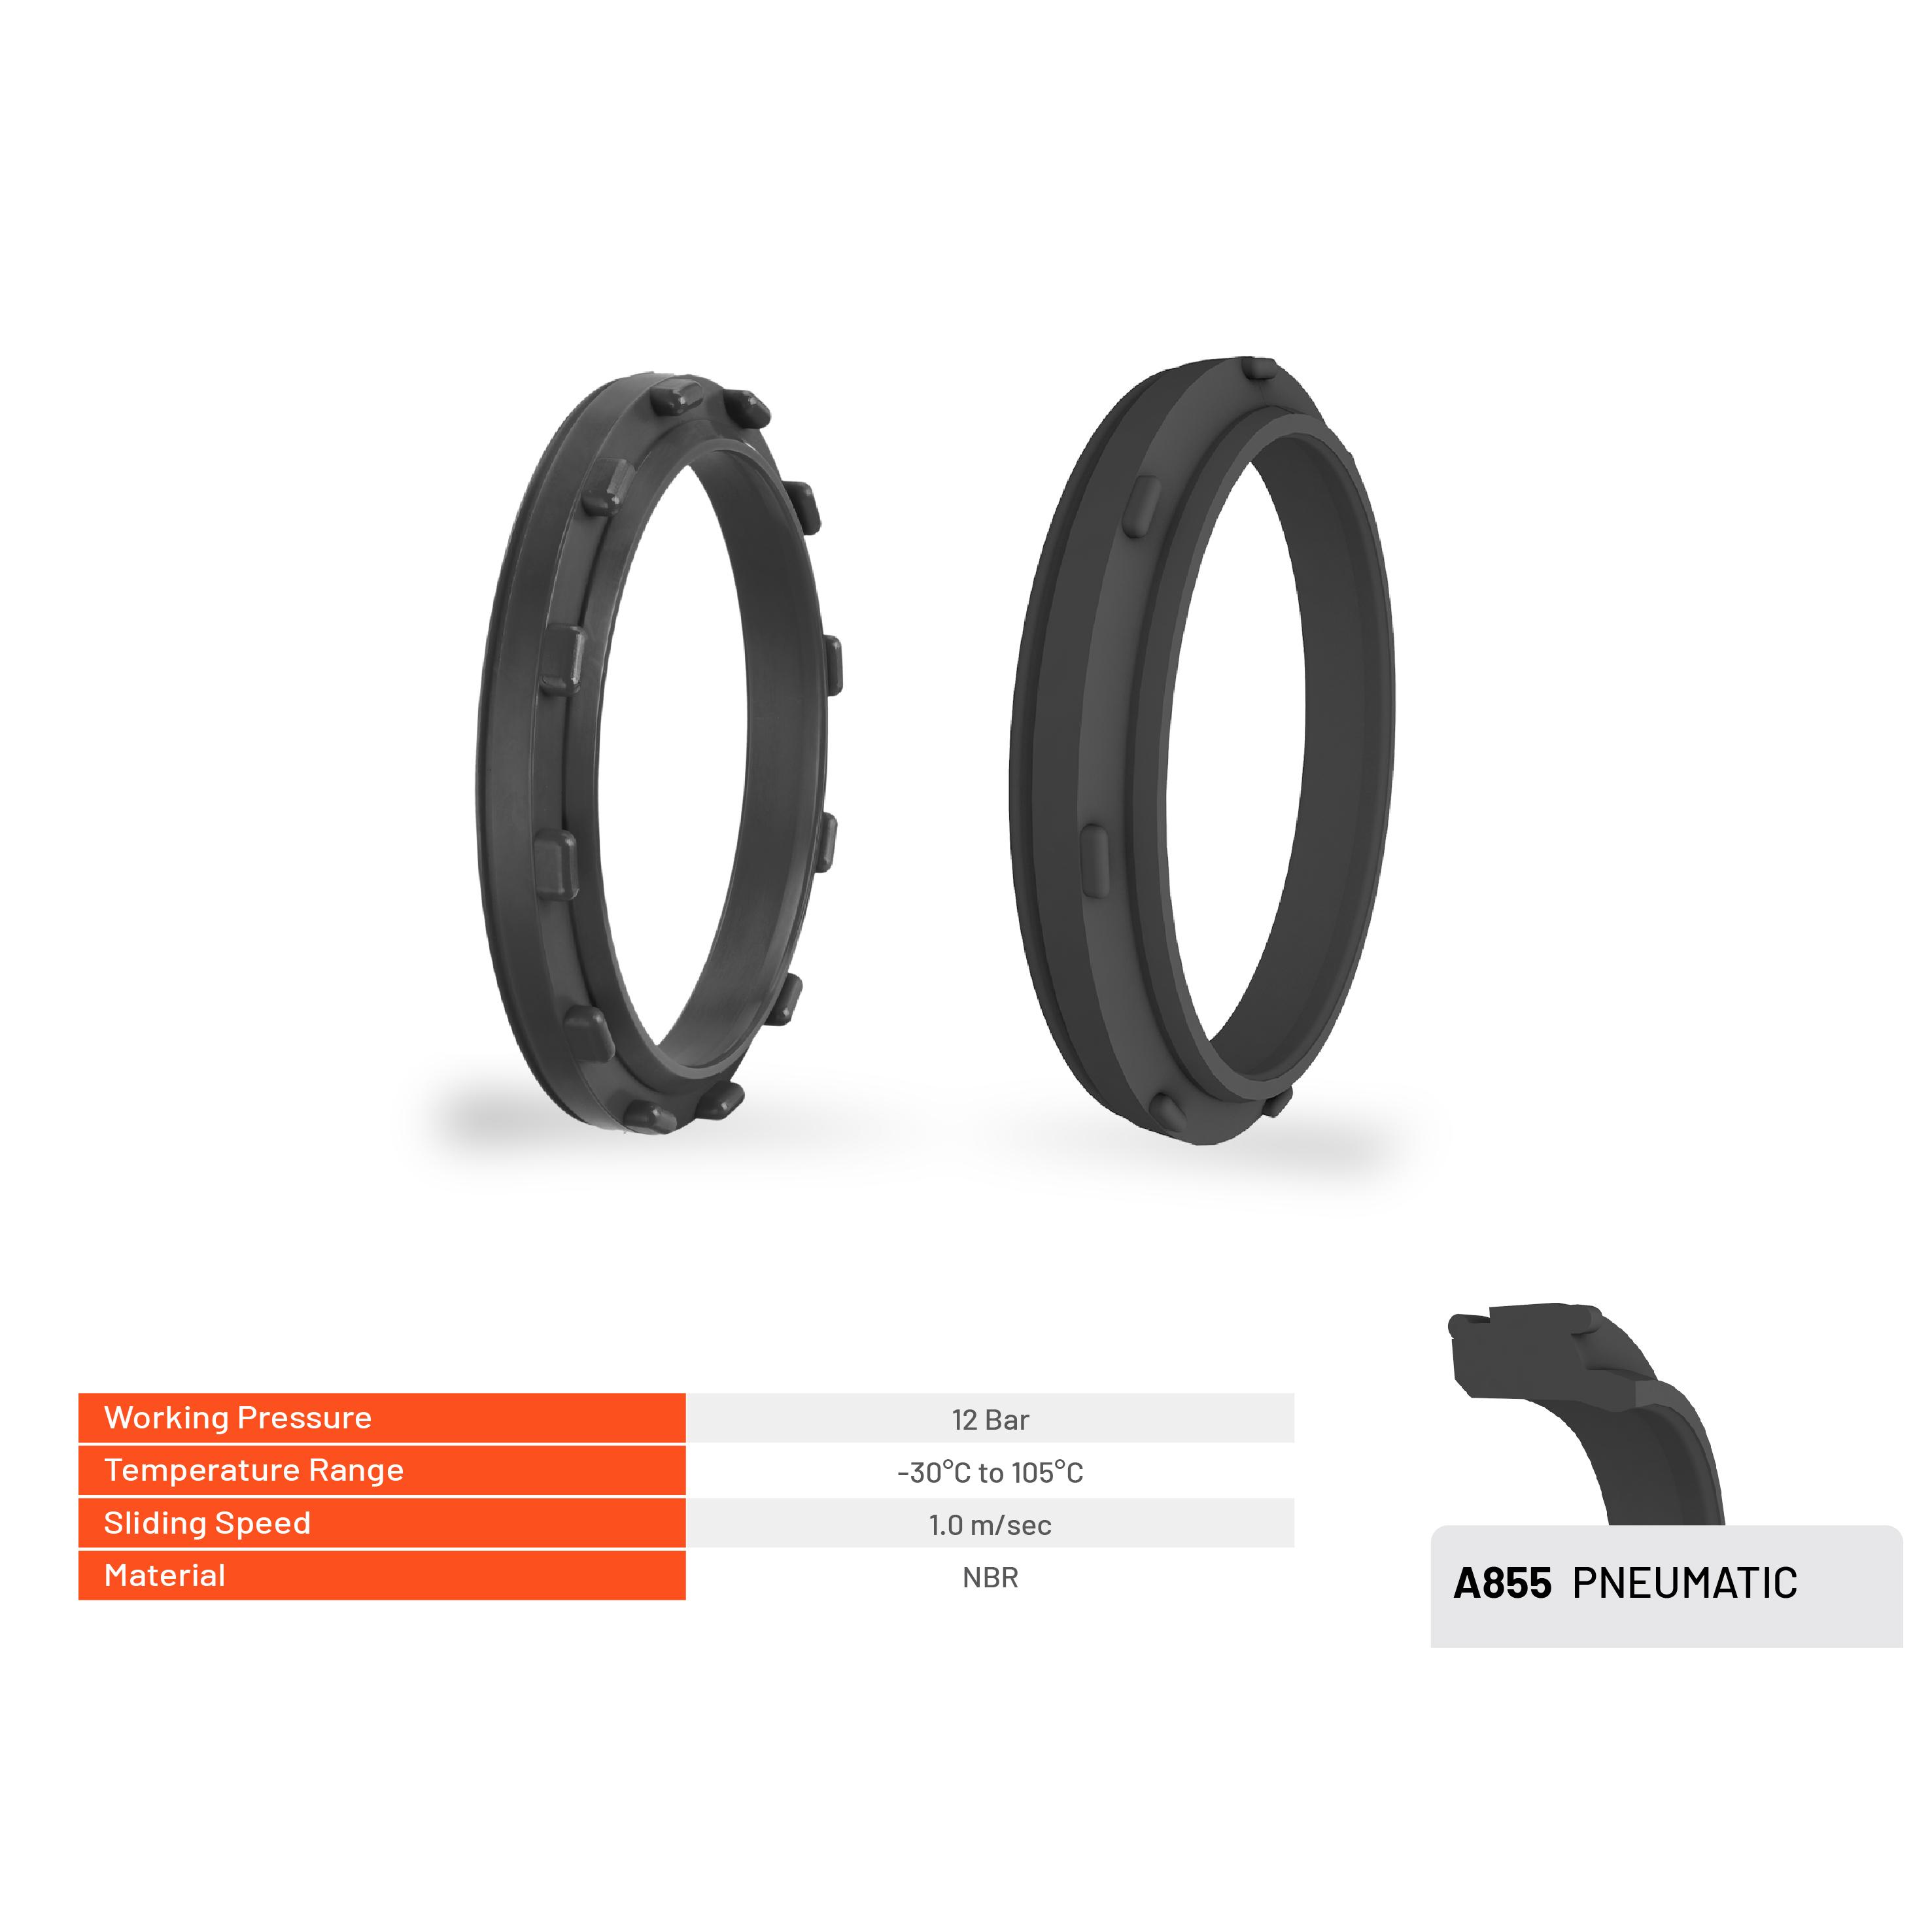 Working Pressure 12 Bar
Temperature Range -30°C to 105°C
Sliding Speed 1.0 m/sec
Material NBR
A855 PNEUMATIC